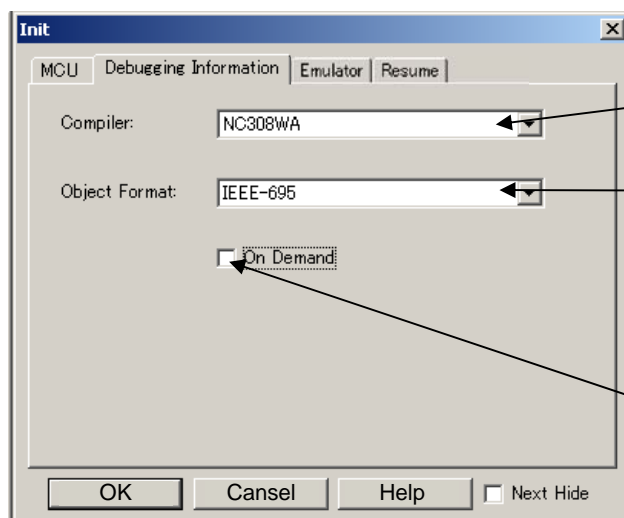 Init
MCU Debugging Information Emulator Resume
Compiler: NC308WA
Object Format: IEEE-695
On Demand
OK Cansel Help Next Hide